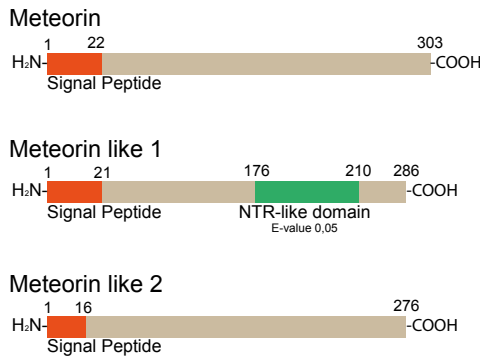 Meteorin
1 22 303
H₂N- -COOH
Signal Peptide
Meteorin like 1
1 21 176 210 286
H₂N- -COOH
Signal Peptide NTR-like domain
E-value 0,05
Meteorin like 2
1 16 276
H₂N- -COOH
Signal Peptide